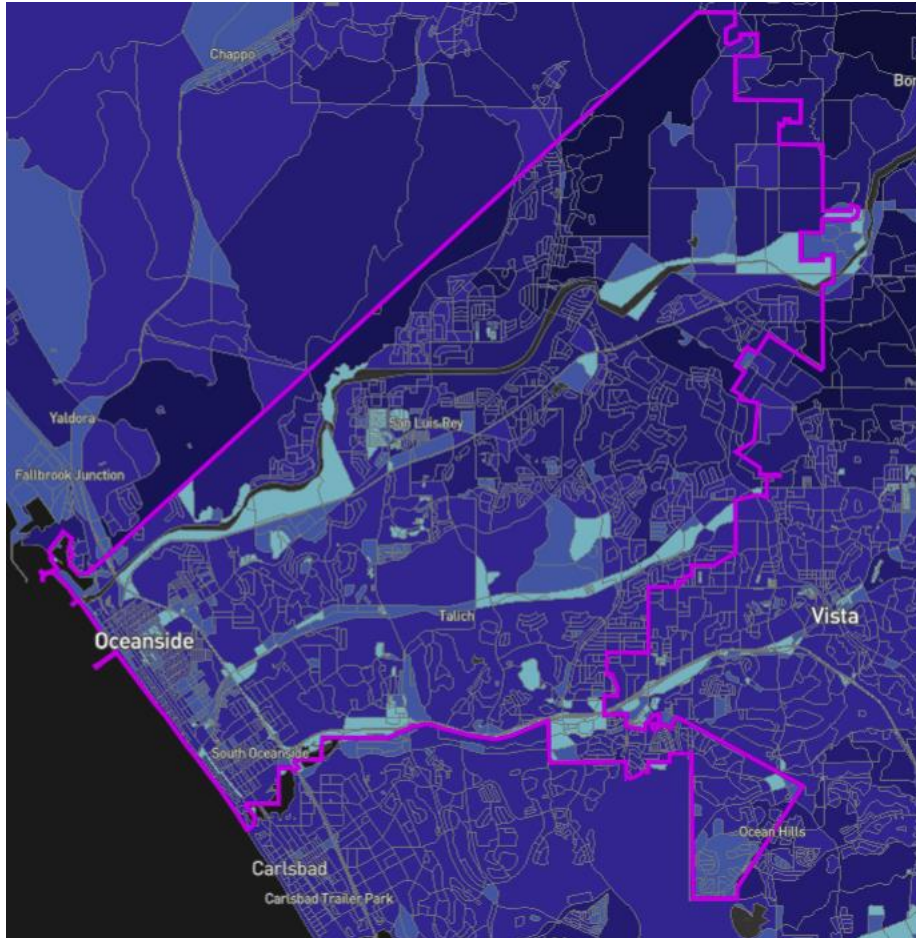 Chappo
Bor
San Luis Rey
Yaldora
Fallbrook Junction
Talich
Vista
Oceanside
South Oceanside
Ocean Hills
Carlsbad
Carlsbad Trailer Park